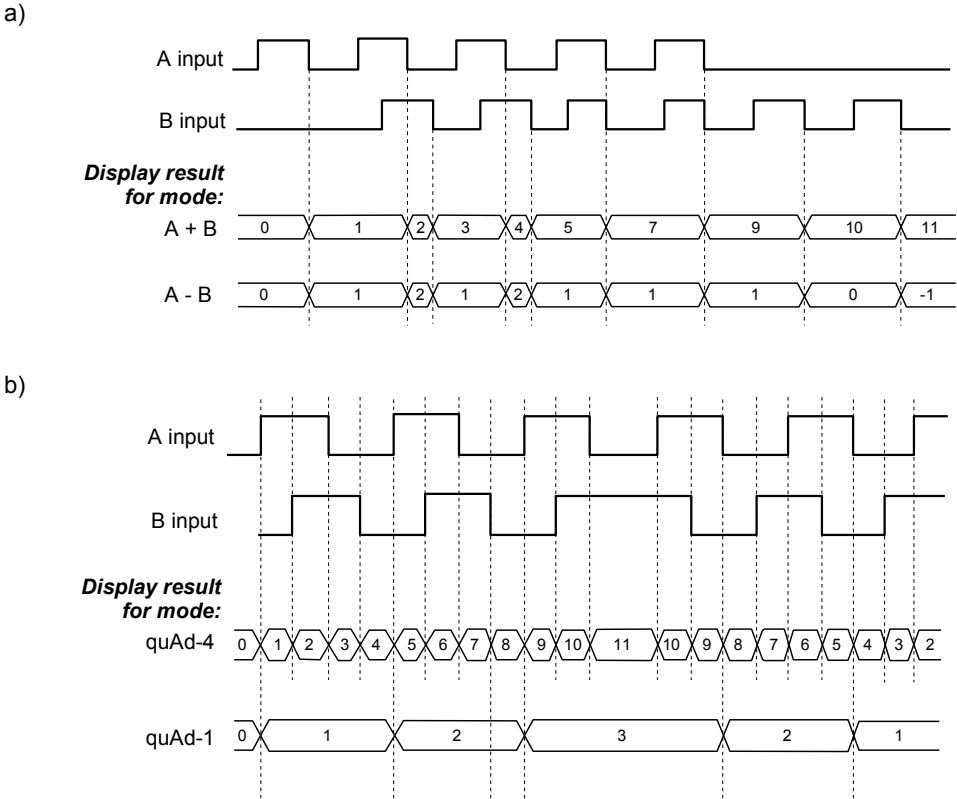 a)
A input
B input
Display result
for mode:
A + B 0 1 2 3 4 5 7 9 10 11
A - B 0 1 2 1 2 1 1 1 0 -1
b)
A input
B input
Display result
for mode:
quAd-4 0 1 2 3 4 5 6 7 8 9 10 11 10 9 8 7 6 5 4 3 2
quAd-1 0 1 2 3 2 1